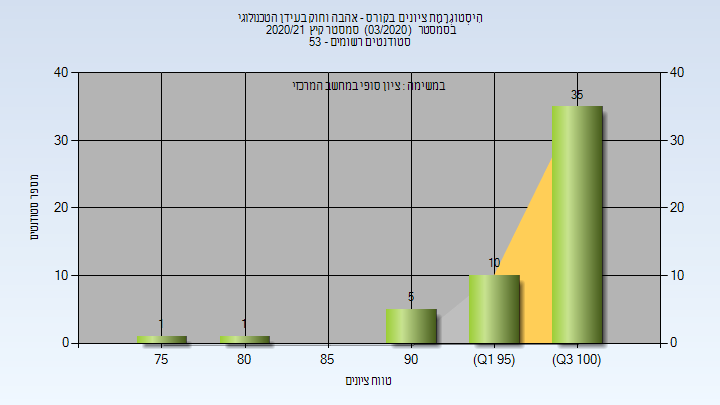 היסטוגרמת ציונים בקורס - אהבה וחוק בעידן הטכנולוגי
בסמסטר (03/2020) סמסטר קיץ 2020/21
סטודנטים רשומים - 53
במשימה : ציון סופי במחשב המרכזי
40 40
30 30
20 20
10 10
0 0
מספר סטודנטים
1 1 5 10 35
75 80 85 90 (Q1 95) (Q3 100)
טווח ציונים